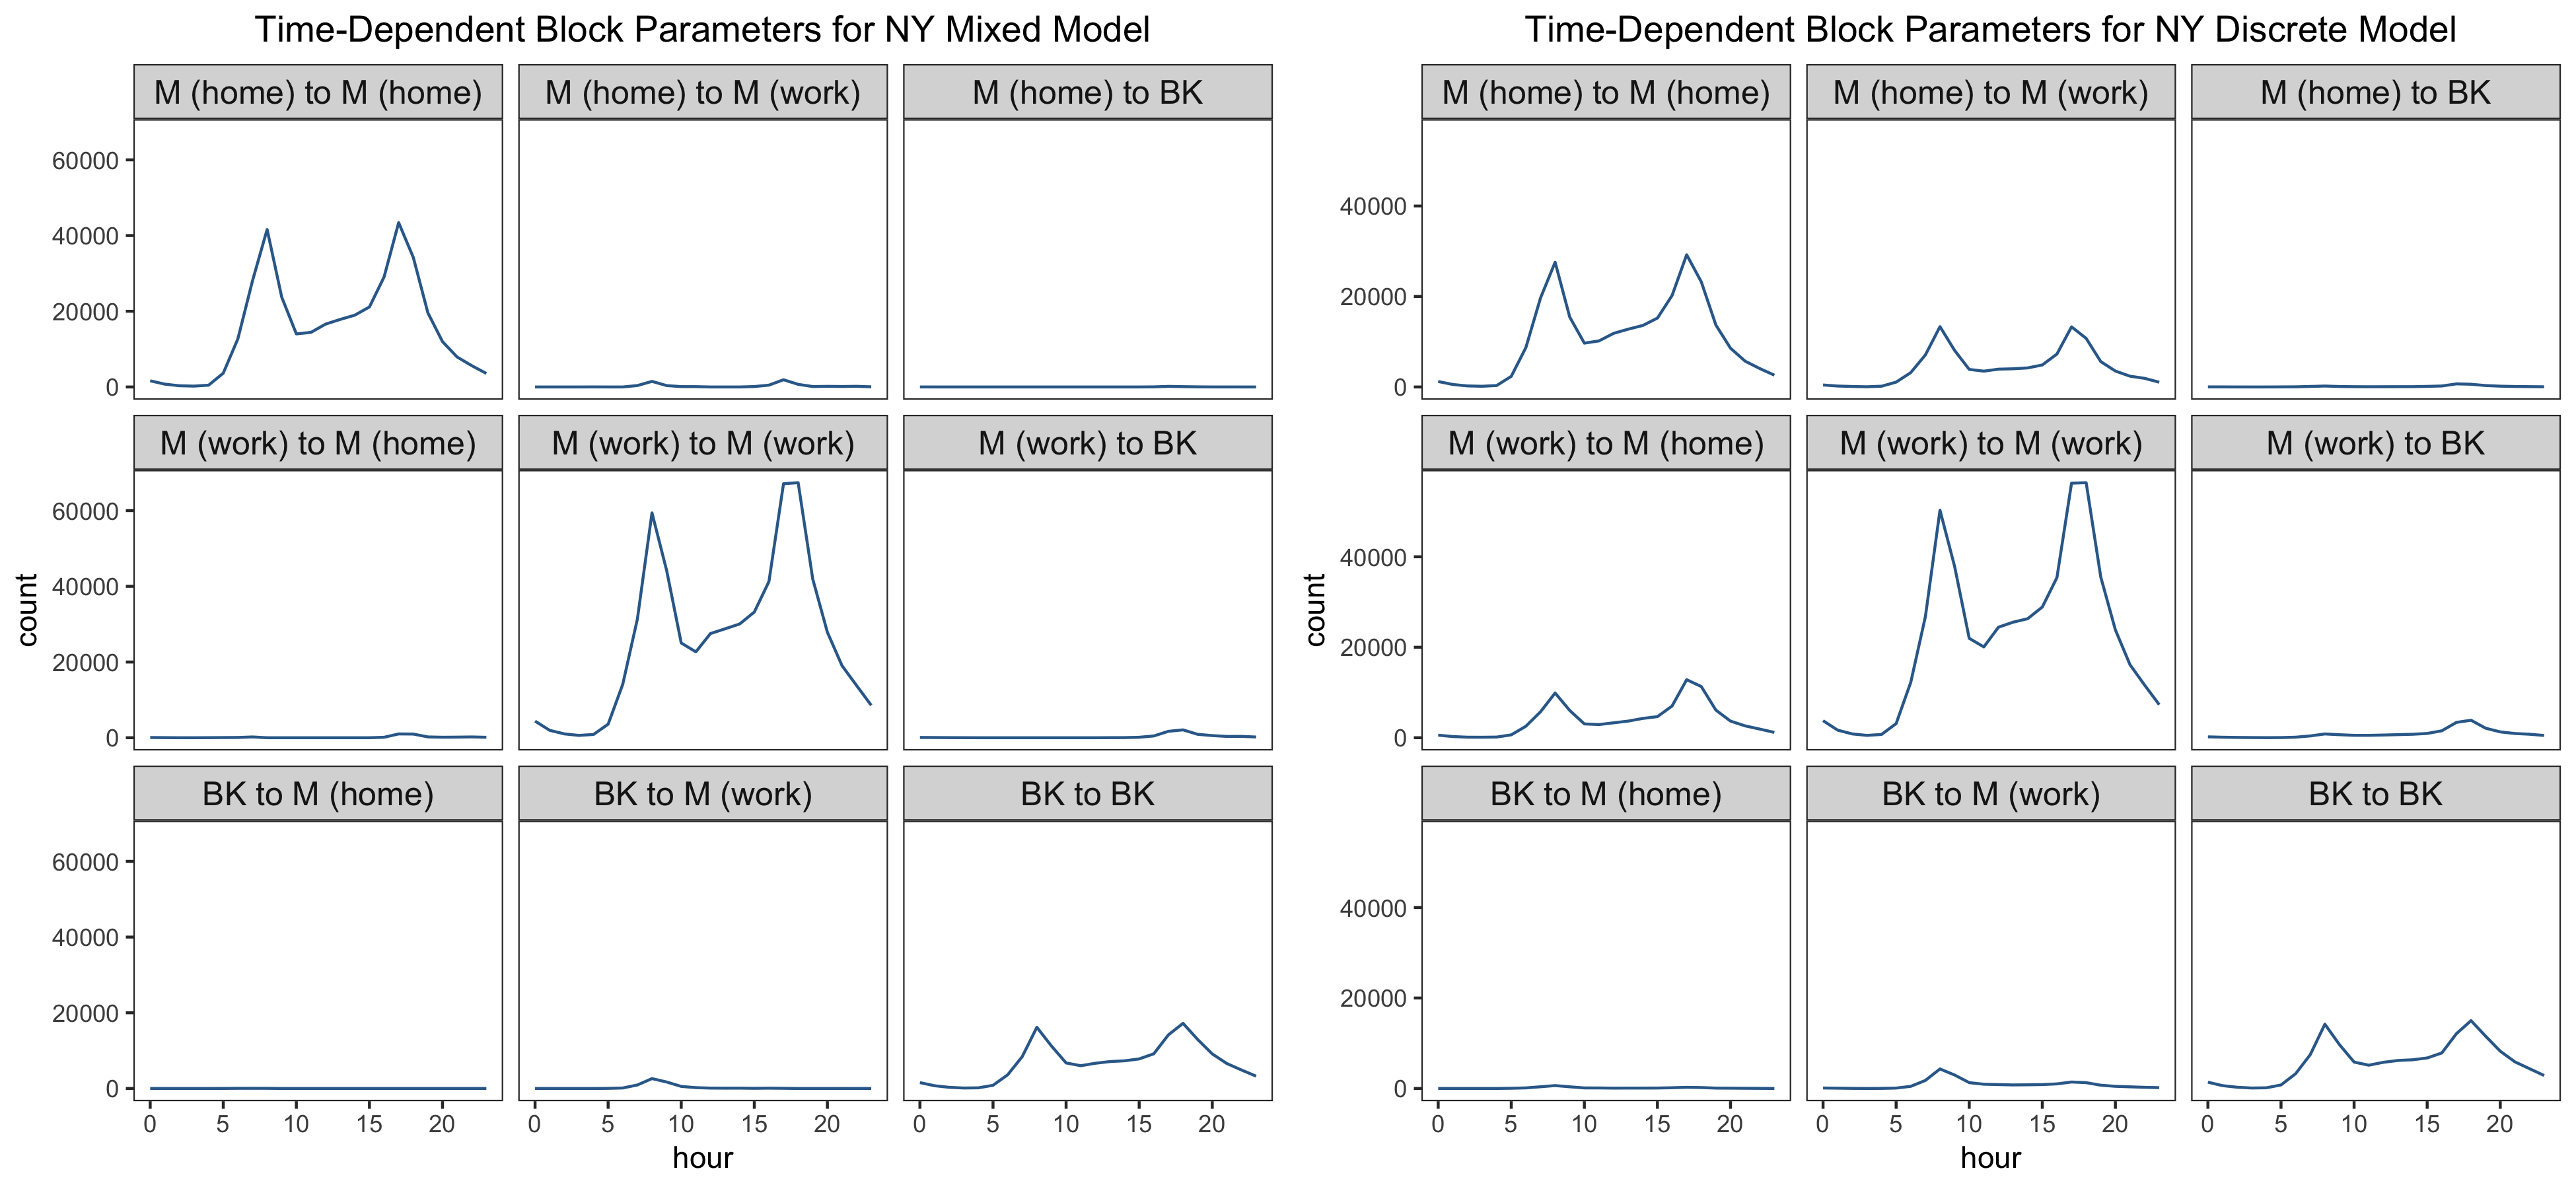 Time-Dependent Block Parameters for NY Mixed Model
M (home) to M (home)
M (home) to M (work)
M (home) to BK
60000
40000
20000
0
M (work) to M (home)
M (work) to M (work)
M (work) to BK
60000
40000
20000
0
BK to M (home)
BK to M (work)
BK to BK
60000
40000
20000
0
count
0 5 10 15 20
0 5 10 15 20
0 5 10 15 20
hour
Time-Dependent Block Parameters for NY Discrete Model
M (home) to M (home)
M (home) to M (work)
M (home) to BK
40000
20000
0
M (work) to M (home)
M (work) to M (work)
M (work) to BK
40000
20000
0
BK to M (home)
BK to M (work)
BK to BK
40000
20000
0
count
0 5 10 15 20
0 5 10 15 20
0 5 10 15 20
hour